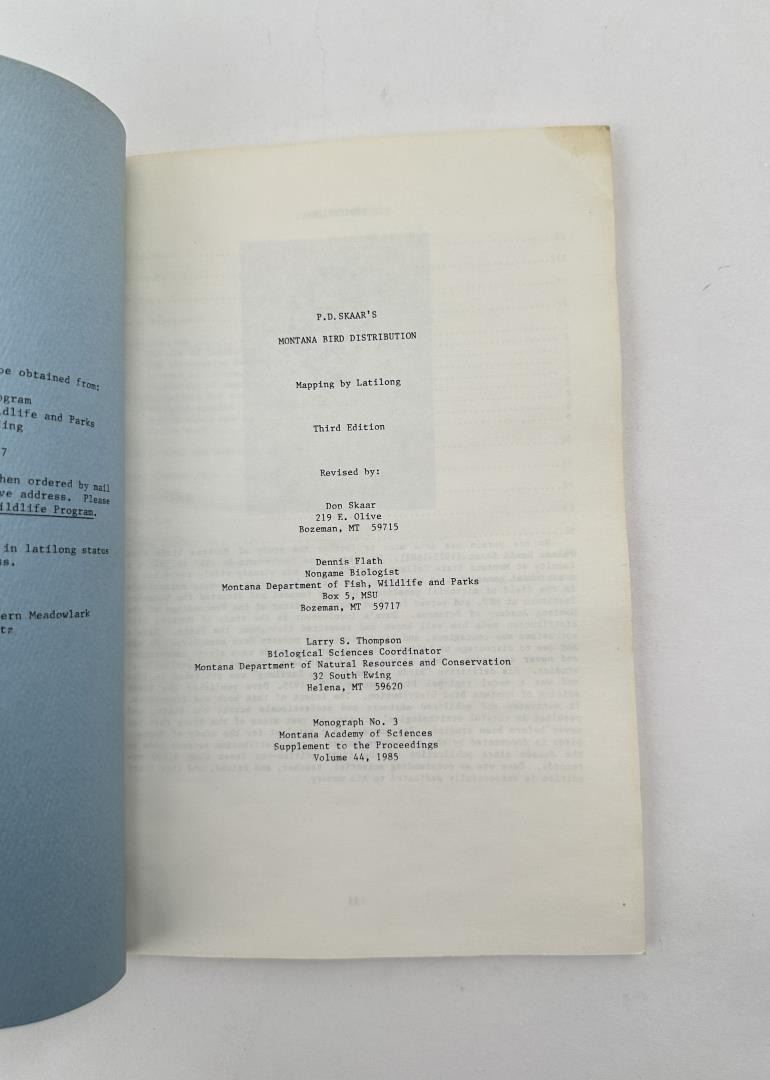 be obtained from:
ogram
ldlife and Parks
ing
7
hen ordered by mail
ve address. Please
ildlife Program.
in latilong status
ss.
ern Meadowlark
tz
P.D.SKAAR'S
MONTANA BIRD DISTRIBUTION
Mapping by Latilong
Third Edition
Revised by:
Don Skaar
219 E. Olive
Bozeman, MT 59715
Dennis Flath
Nongame Biologist
Montana Department of Fish, Wildlife and Parks
Box 5, MSU
Bozeman, MT 59717
Larry S. Thompson
Biological Sciences Coordinator
Montana Department of Natural Resources and Conservation
32 South Ewing
Helena, MT 59620
Monograph No. 3
Montana Academy of Sciences
Supplement to the Proceedings
Volume 44, 1985